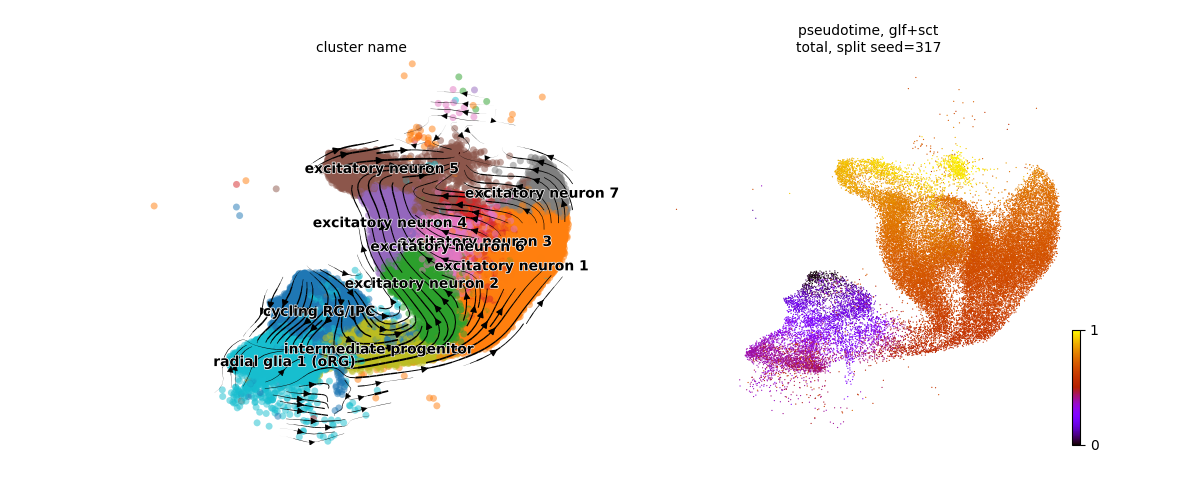 cluster name
pseudotime, glf+sct
total, split seed=317
excitatory neuron 5
excitatory neuron 7
excitatory neuron 4
excitatory neuron 3
excitatory neuron 6
excitatory neuron 1
excitatory neuron 2
cycling RG/IPC
intermediate progenitor
radial glia 1 (oRG)
1
0